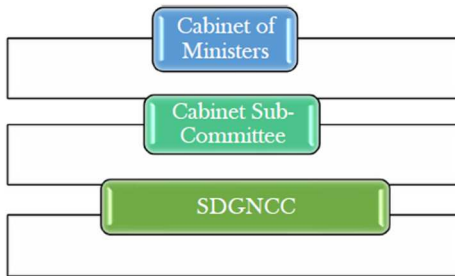 Cabinet of
Ministers
Cabinet Sub-
Committee
SDGNCC